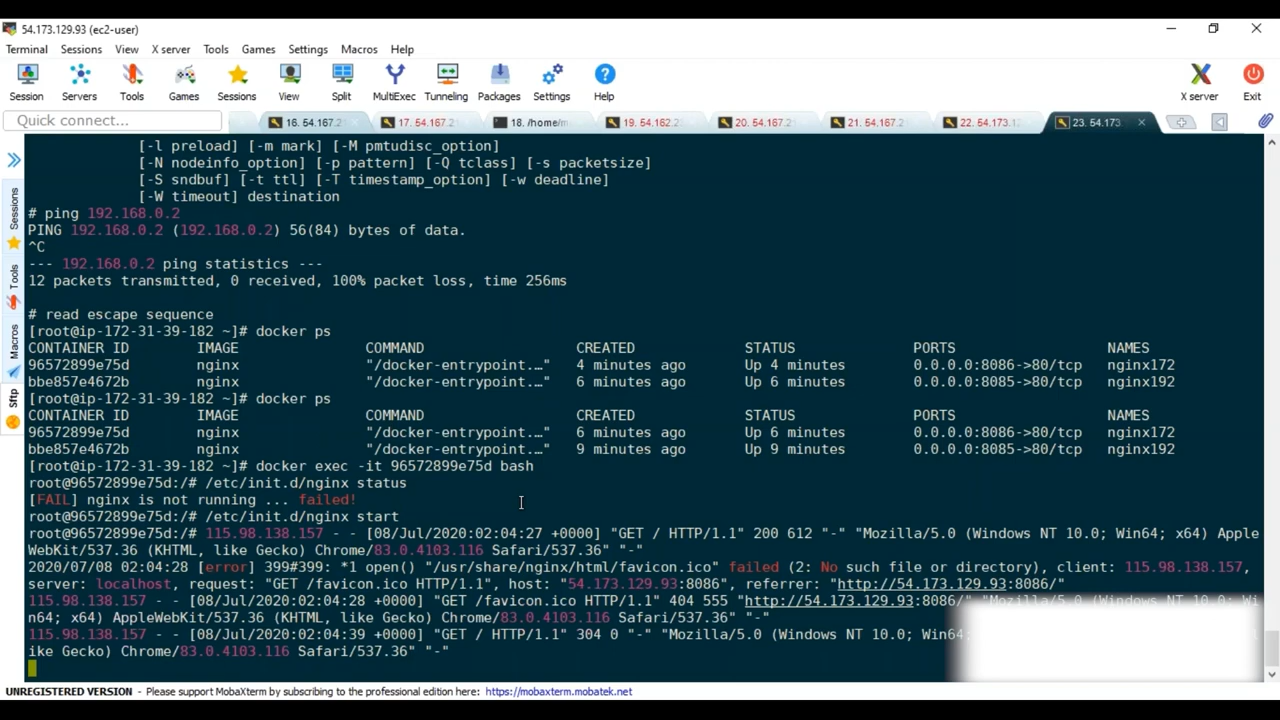 54.173.129.93 (ec2-user)
Terminal Sessions View X server Tools Games Settings Macros Help
Session Servers Tools Games Sessions View Split MultiExec Tunneling Packages Settings Help X server Exit
Quick connect... 16. 54.167.2 17. 54.167.2 18. /home/m 19. 54.162. 20. 54.167. 21. 54.167. 22. 54.173.1 23. 54.173
Sessions
Tools
Macros
Sftp
[-l preload] [-m mark] [-M pmtudisc_option]
[-N nodeinfo_option] [-p pattern] [-Q tclass] [-s packetsize]
[-S sndbuf] [-t ttl] [-T timestamp_option] [-w deadline]
[-W timeout] destination
# ping 192.168.0.2
PING 192.168.0.2 (192.168.0.2) 56(84) bytes of data.
^C
--- 192.168.0.2 ping statistics ---
12 packets transmitted, 0 received, 100% packet loss, time 256ms
# read escape sequence
[root@ip-172-31-39-182 ~]# docker ps
CONTAINER ID IMAGE COMMAND CREATED STATUS PORTS NAMES
96572899e75d nginx "/docker-entrypoint.…" 4 minutes ago Up 4 minutes 0.0.0.0:8086->80/tcp nginx172
bbe857e4672b nginx "/docker-entrypoint.…" 6 minutes ago Up 6 minutes 0.0.0.0:8085->80/tcp nginx192
[root@ip-172-31-39-182 ~]# docker ps
CONTAINER ID IMAGE COMMAND CREATED STATUS PORTS NAMES
96572899e75d nginx "/docker-entrypoint.…" 6 minutes ago Up 6 minutes 0.0.0.0:8086->80/tcp nginx172
bbe857e4672b nginx "/docker-entrypoint.…" 9 minutes ago Up 9 minutes 0.0.0.0:8085->80/tcp nginx192
[root@ip-172-31-39-182 ~]# docker exec -it 96572899e75d bash
root@96572899e75d:/# /etc/init.d/nginx status
[FAIL] nginx is not running ... failed!
root@96572899e75d:/# /etc/init.d/nginx start
root@96572899e75d:/# 115.98.138.157 - - [08/Jul/2020:02:04:27 +0000] "GET / HTTP/1.1" 200 612 "-" "Mozilla/5.0 (Windows NT 10.0; Win64; x64) Apple
WebKit/537.36 (KHTML, like Gecko) Chrome/83.0.4103.116 Safari/537.36" "-"
2020/07/08 02:04:28 [error] 399#399: *1 open() "/usr/share/nginx/html/favicon.ico" failed (2: No such file or directory), client: 115.98.138.157,
server: localhost, request: "GET /favicon.ico HTTP/1.1", host: "54.173.129.93:8086", referrer: "http://54.173.129.93:8086/"
115.98.138.157 - - [08/Jul/2020:02:04:28 +0000] "GET /favicon.ico HTTP/1.1" 404 555 "http://54.173.129.93:8086/" "Mozilla/5.0 (Windows NT 10.0; Wi
n64; x64) AppleWebKit/537.36 (KHTML, like Gecko) Chrome/83.0.4103.116 Safari/537.36" "-"
115.98.138.157 - - [08/Jul/2020:02:04:39 +0000] "GET / HTTP/1.1" 304 0 "-" "Mozilla/5.0 (Windows NT 10.0; Win64;
ike Gecko) Chrome/83.0.4103.116 Safari/537.36" "-"
UNREGISTERED VERSION - Please support MobaXterm by subscribing to the professional edition here: https://mobaxterm.mobatek.net